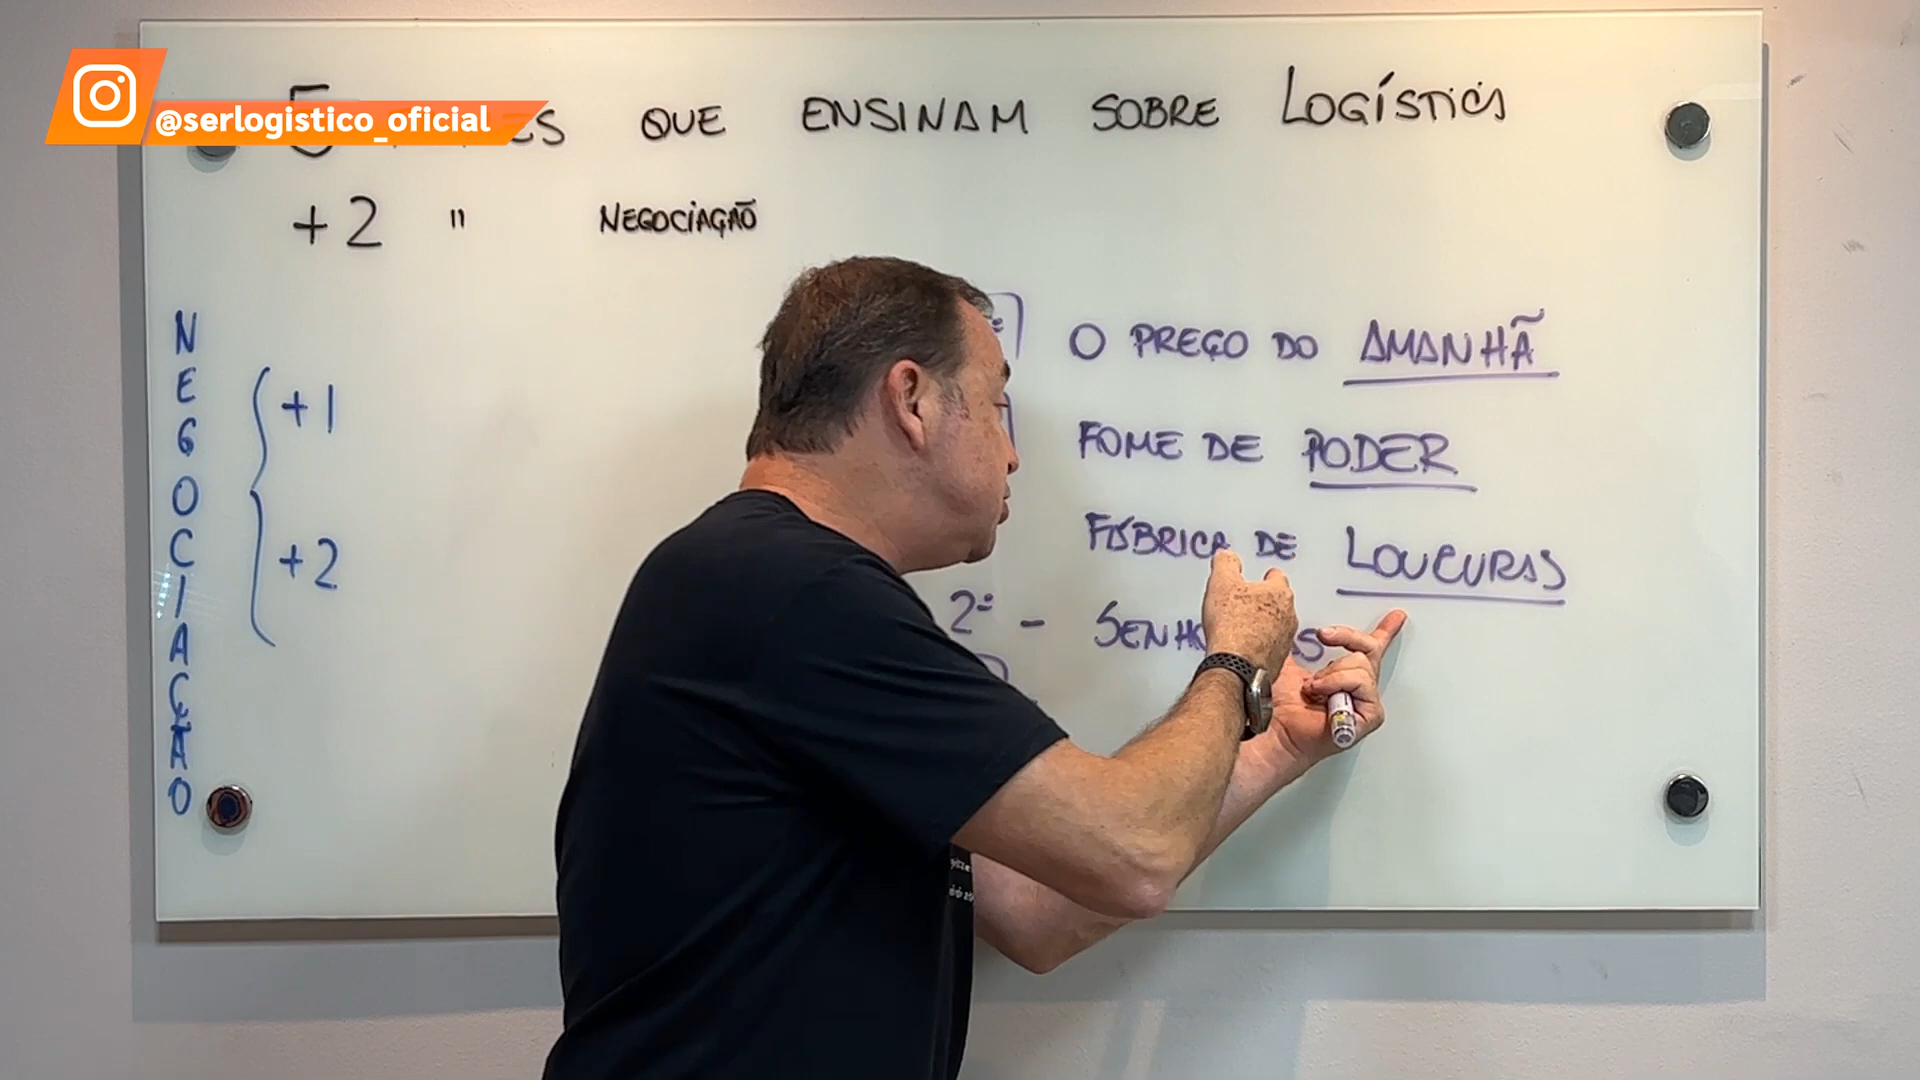 @serlogistico_oficial
5 QUE ENSINAM SOBRE LOGÍSTICA
+2 " NEGOCIAÇÃO
NEGOCIAÇÃO
+1
+2
O PREÇO DO AMANHÃ
FOME DE PODER
FÁBRICA DE LOUCURAS
2º -